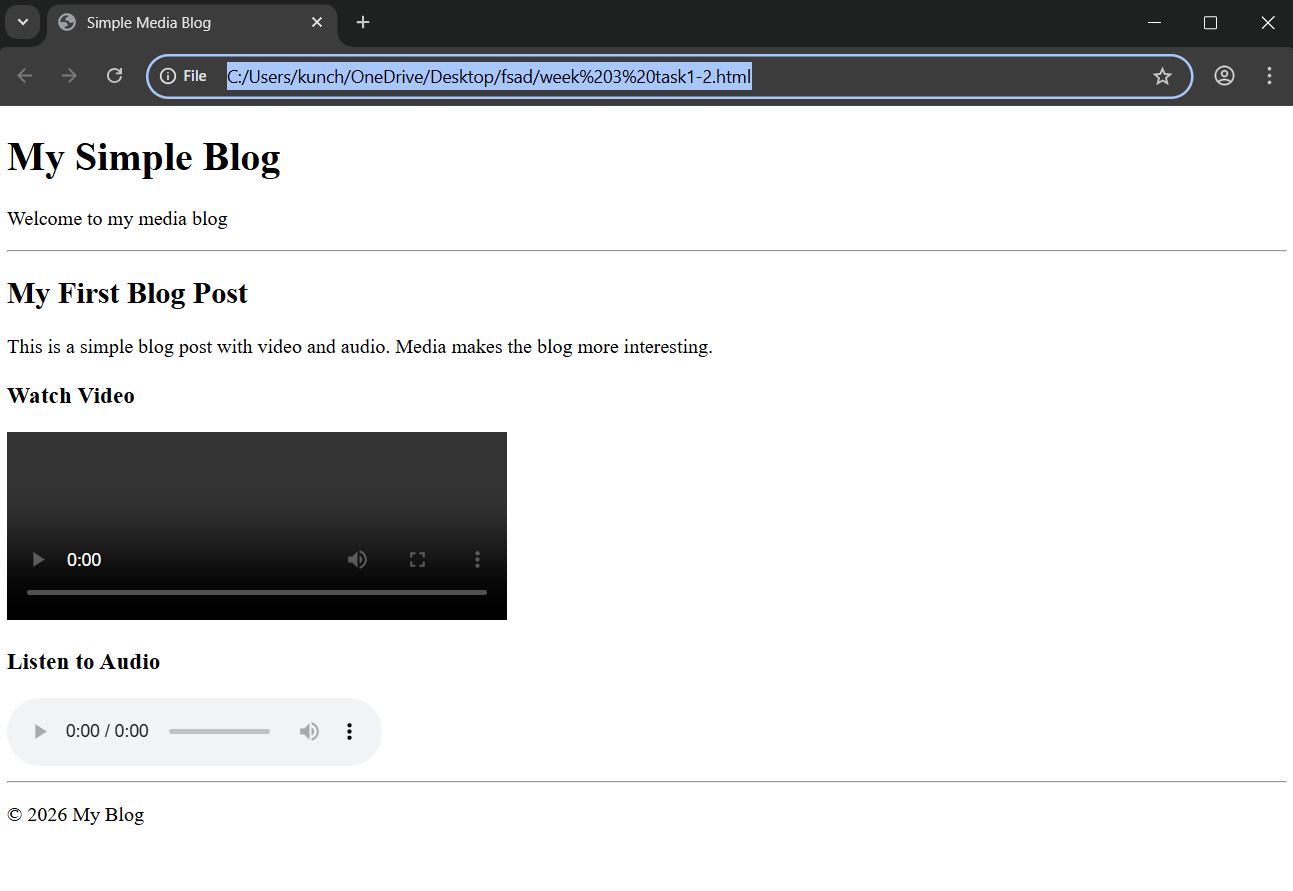 Simple Media Blog
File C:/Users/kunch/OneDrive/Desktop/fsad/week%203%20task1-2.html
My Simple Blog
Welcome to my media blog
My First Blog Post
This is a simple blog post with video and audio. Media makes the blog more interesting.
Watch Video
0:00
Listen to Audio
0:00 / 0:00
© 2026 My Blog